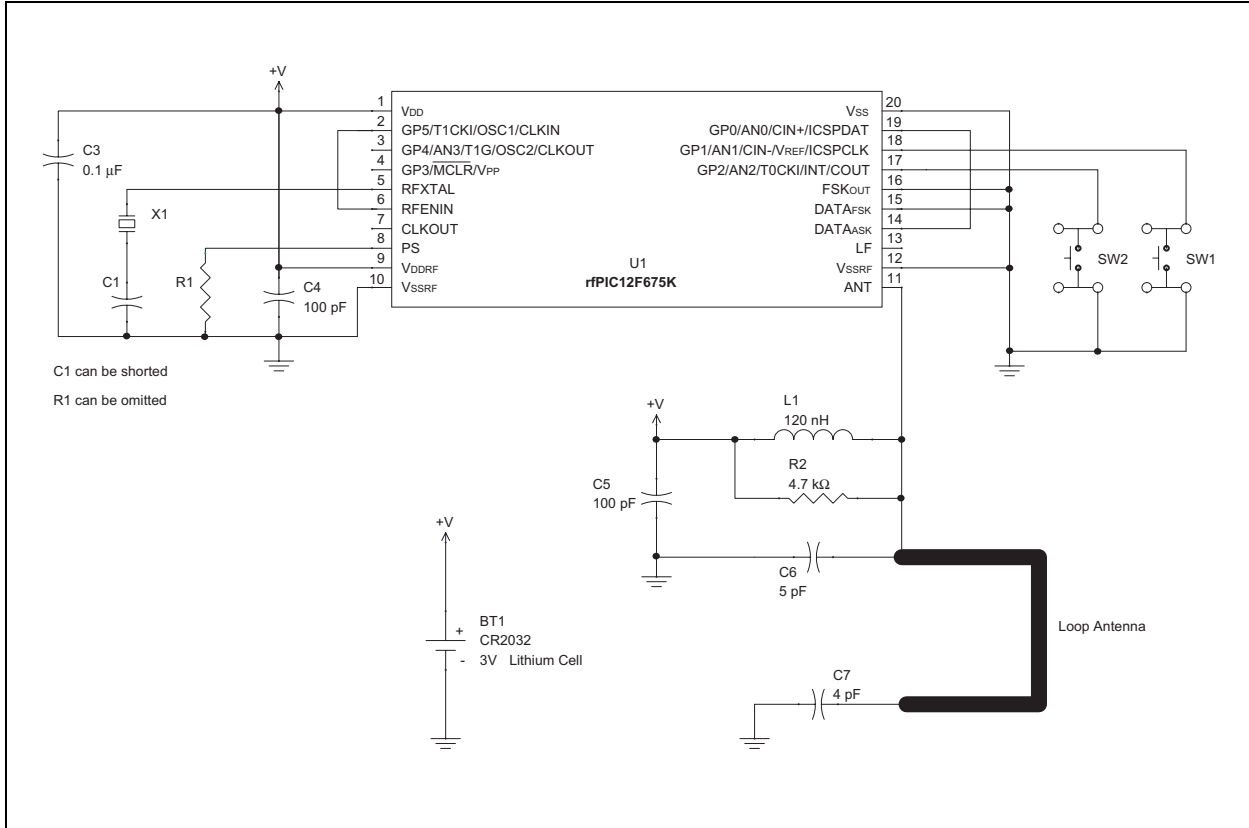 +V
C3
0.1 µF
X1
C1
R1
C4
100 pF
C1 can be shorted
R1 can be omitted
1
2
3
4
5
6
7
8
9
10
VDD
GP5/T1CKI/OSC1/CLKIN
GP4/AN3/T1G/OSC2/CLKOUT
GP3/MCLR/VPP
RFXTAL
RFENIN
CLKOUT
PS
VDDRF
VSSRF
U1
rfPIC12F675K
VSS
GP0/AN0/CIN+/ICSPDAT
GP1/AN1/CIN-/VREF/ICSPCLK
GP2/AN2/T0CKI/INT/COUT
FSKOUT
DATAFSK
DATAASK
LF
VSSRF
ANT
20
19
18
17
16
15
14
13
12
11
SW2
SW1
+V
L1
120 nH
R2
4.7 kΩ
C5
100 pF
C6
5 pF
+V
+
BT1
CR2032
- 3V Lithium Cell
Loop Antenna
C7
4 pF